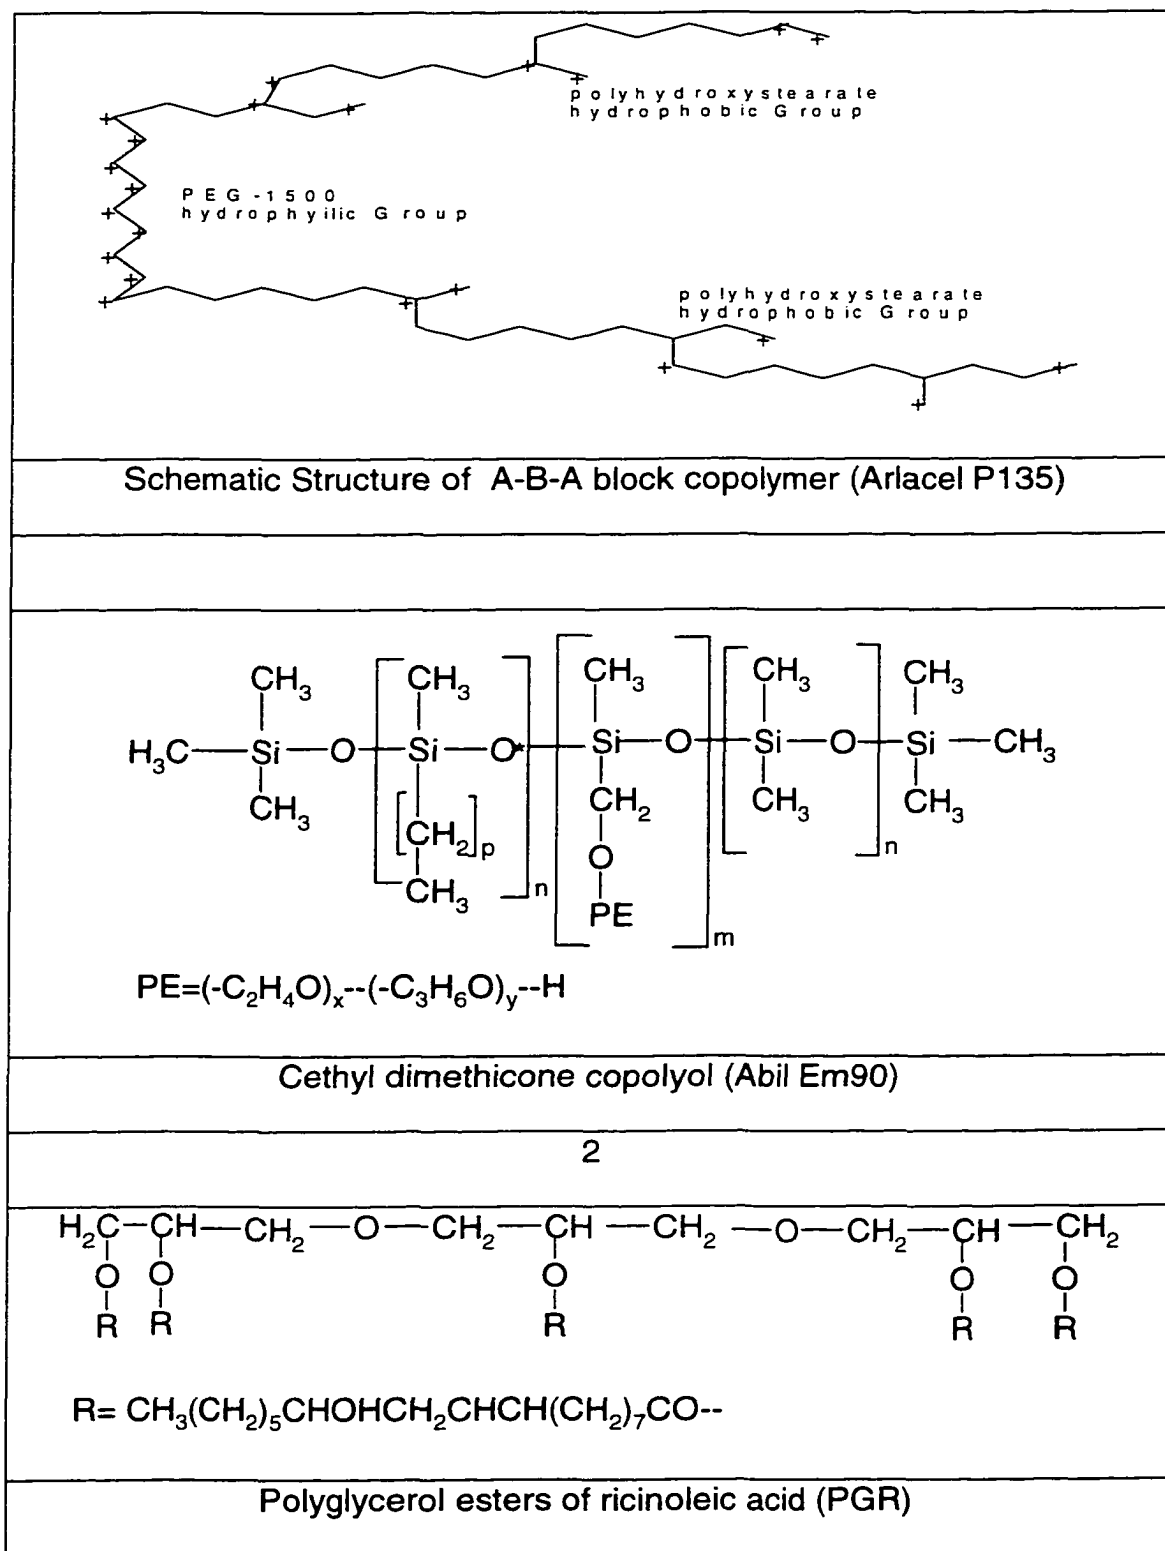 polyhydroxystearate
hydrophobic Group
PEG-1500
hydrophyilic Group
polyhydroxystearate
hydrophobic Group
Schematic Structure of A-B-A block copolymer (Arlacel P135)
CH3 CH3 CH3 CH3 CH3
H3C—Si—O—Si—O*—Si—O—Si—O—Si—CH3
CH3 [CH2]p CH2 CH3 CH3
CH3 n O n
PE m
PE=(-C2H4O)x--(-C3H6O)y--H
Cethyl dimethicone copolyol (Abil Em90)
2
H2C—CH—CH2—O—CH2—CH—CH2—O—CH2—CH—CH2
O O O O O
R R R R R
R= CH3(CH2)5CHOHCH2CHCH(CH2)7CO--
Polyglycerol esters of ricinoleic acid (PGR)